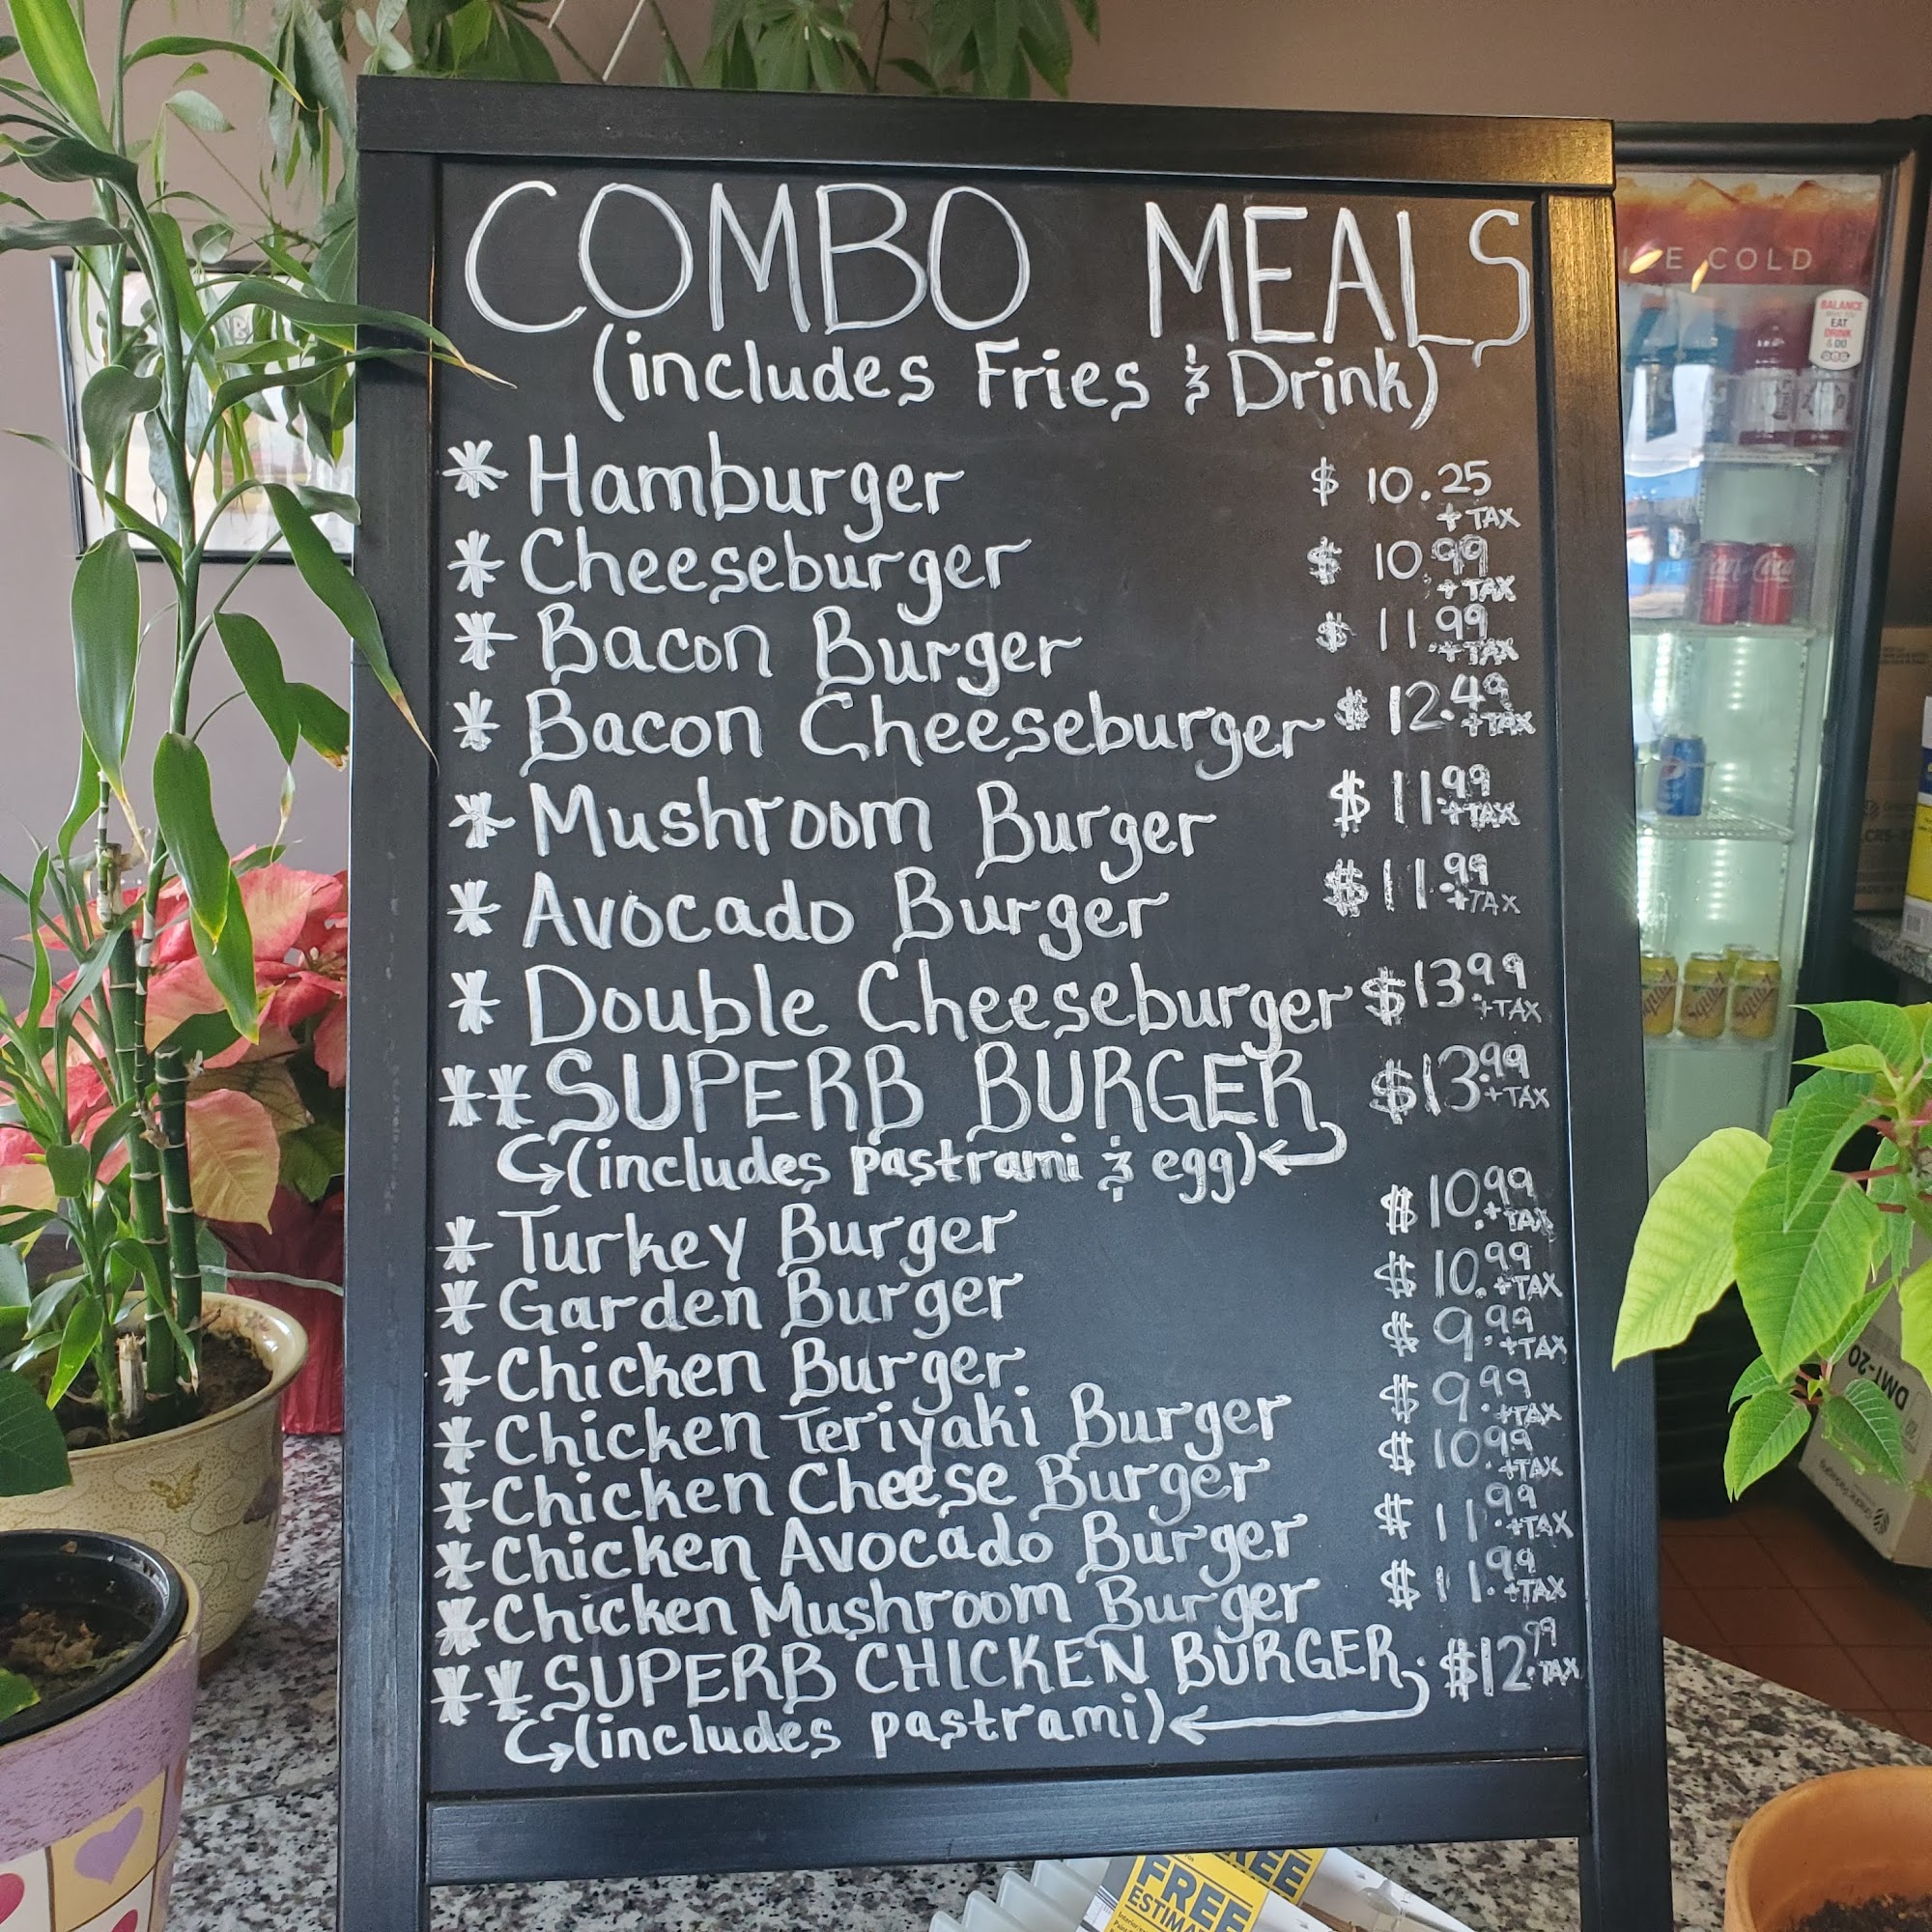 COMBO MEALS
(includes Fries & Drink)
* Hamburger $ 10.25 + TAX
* Cheeseburger $ 10.99 + TAX
* Bacon Burger $ 11.99 + TAX
* Bacon Cheeseburger $ 12.49 + TAX
* Mushroom Burger $ 11.99 + TAX
* Avocado Burger $ 11.99 + TAX
* Double Cheeseburger $ 13.99 + TAX
** SUPERB BURGER $ 13.99 + TAX
(includes pastrami & egg)
* Turkey Burger $ 10.99 + TAX
* Garden Burger $ 10.99 + TAX
* Chicken Burger $ 9.99 + TAX
* Chicken Teriyaki Burger $ 9.99 + TAX
* Chicken Cheese Burger $ 10.99 + TAX
* Chicken Avocado Burger $ 11.99 + TAX
* Chicken Mushroom Burger $ 11.99 + TAX
** SUPERB CHICKEN BURGER $12.99 TAX
(includes pastrami)
COLD
BALANCE
EAT
DRINK
& DO
DMT-20
FREE
ESTIMA